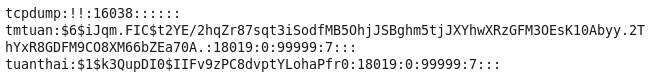 tcpdump:!!:16038::::::
tmtuan:$6$iJqm.FIC$t2YE/2hqZr87sqt3iSodfMB5OhjJSBghm5tjJXYhwXRzGFM3OEsK10Abyy.2T
hYxR8GDFM9CO8XM66bZEa70A.:18019:0:99999:7:::
tuanthai:$1$k3QupDI0$IIFv9zPC8dvptYLohaPfr0:18019:0:99999:7:::